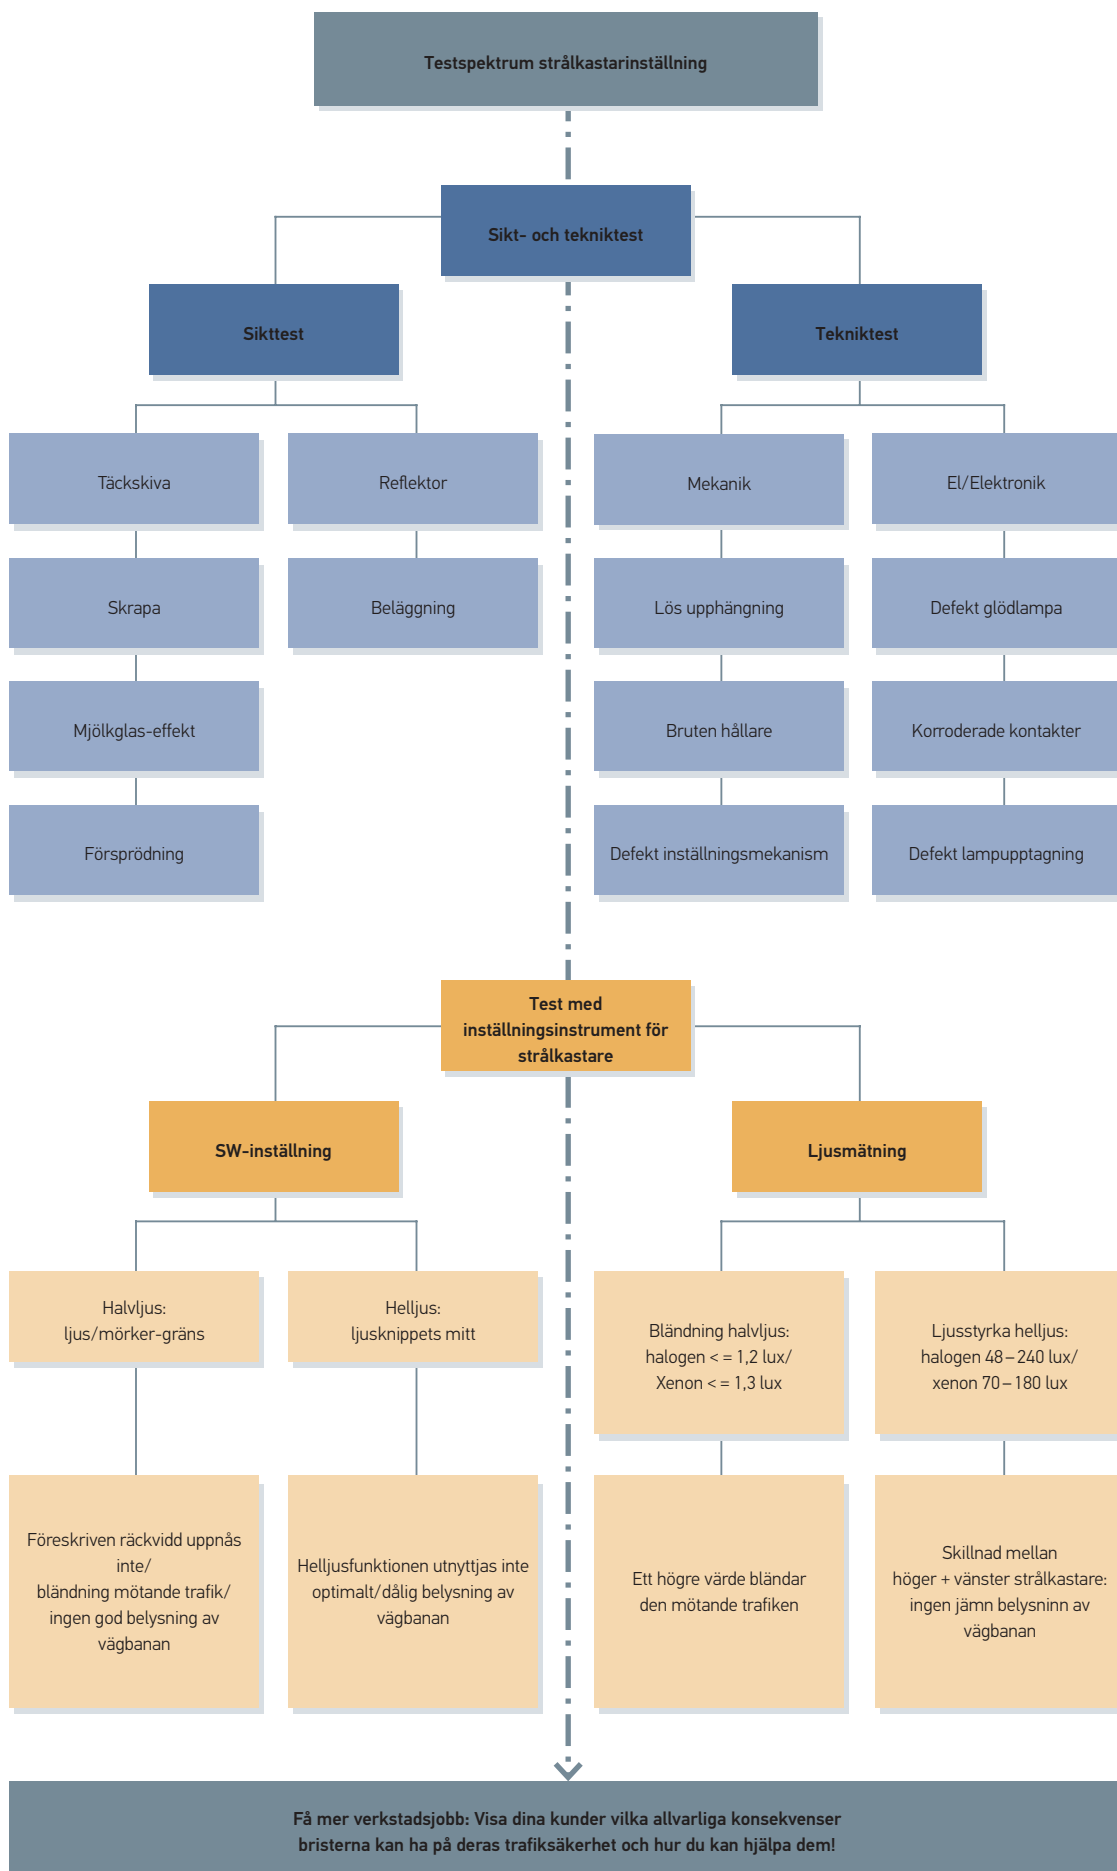 Testspektrum strålkastarinställning
Sikt- och tekniktest
Sikttest
Tekniktest
Täckskiva
Reflektor
Mekanik
El/Elektronik
Skrapa
Beläggning
Lös upphängning
Defekt glödlampa
Mjölkglas-effekt
Bruten hållare
Korroderade kontakter
Försprödning
Defekt inställningsmekanism
Defekt lampupptagning
Test med
inställningsinstrument för
strålkastare
SW-inställning
Ljusmätning
Halvljus:
ljus/mörker-gräns
Helljus:
ljusknippets mitt
Bländning halvljus:
halogen < = 1,2 lux/
Xenon < = 1,3 lux
Ljusstyrka helljus:
halogen 48 – 240 lux/
xenon 70 – 180 lux
Föreskriven räckvidd uppnås
inte/
bländning mötande trafik/
ingen god belysning av
vägbanan
Helljusfunktionen utnyttjas inte
optimalt/dålig belysning av
vägbanan
Ett högre värde bländar
den mötande trafiken
Skillnad mellan
höger + vänster strålkastare:
ingen jämn belysninn av
vägbanan
Få mer verkstadsjobb: Visa dina kunder vilka allvarliga konsekvenser
bristerna kan ha på deras trafiksäkerhet och hur du kan hjälpa dem!